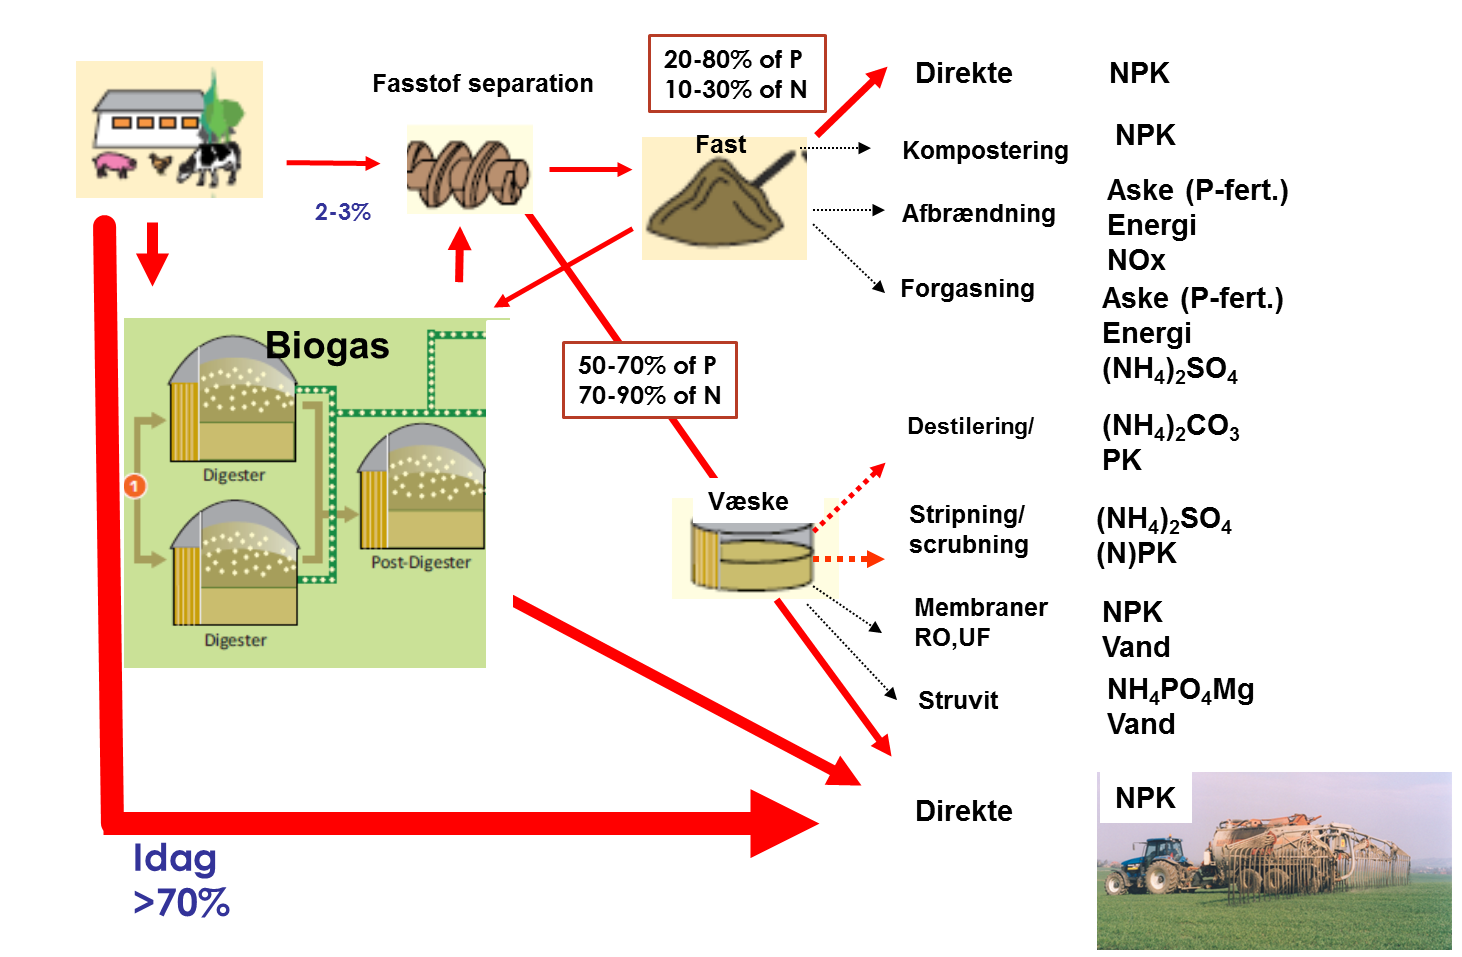 Fasstof separation
20-80% of P
10-30% of N
Direkte
NPK
Fast
Kompostering
NPK
2-3%
Afbrændning
Aske (P-fert.)
Energi
NOx
Forgasning
Aske (P-fert.)
Energi
(NH₄)₂SO₄
Biogas
50-70% of P
70-90% of N
Digester
1
Digester
Post-Digester
Destilering/
(NH₄)₂CO₃
PK
Væske
Stripning/
scrubning
(NH₄)₂SO₄
(N)PK
Membraner
RO,UF
NPK
Vand
Struvit
NH₄PO₄Mg
Vand
Direkte
NPK
Idag
>70%